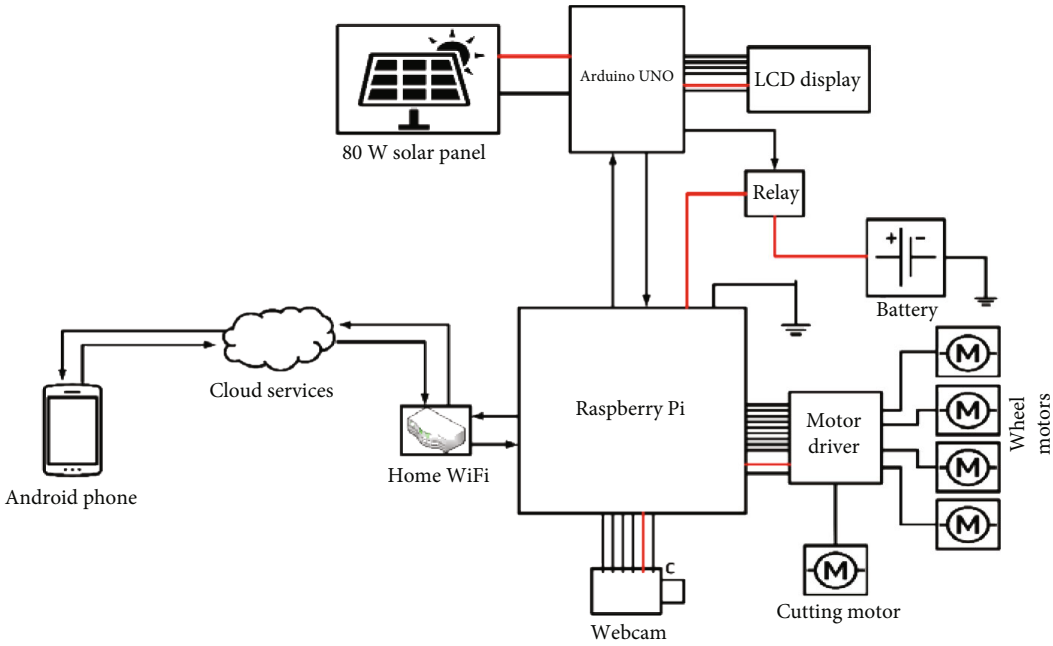 Arduino UNO
LCD display
80 W solar panel
Relay
+ -
Battery
Cloud services
Raspberry Pi
Motor
driver
M
M
M
M
Wheel
motors
Home WiFi
Android phone
C
M
Cutting motor
Webcam